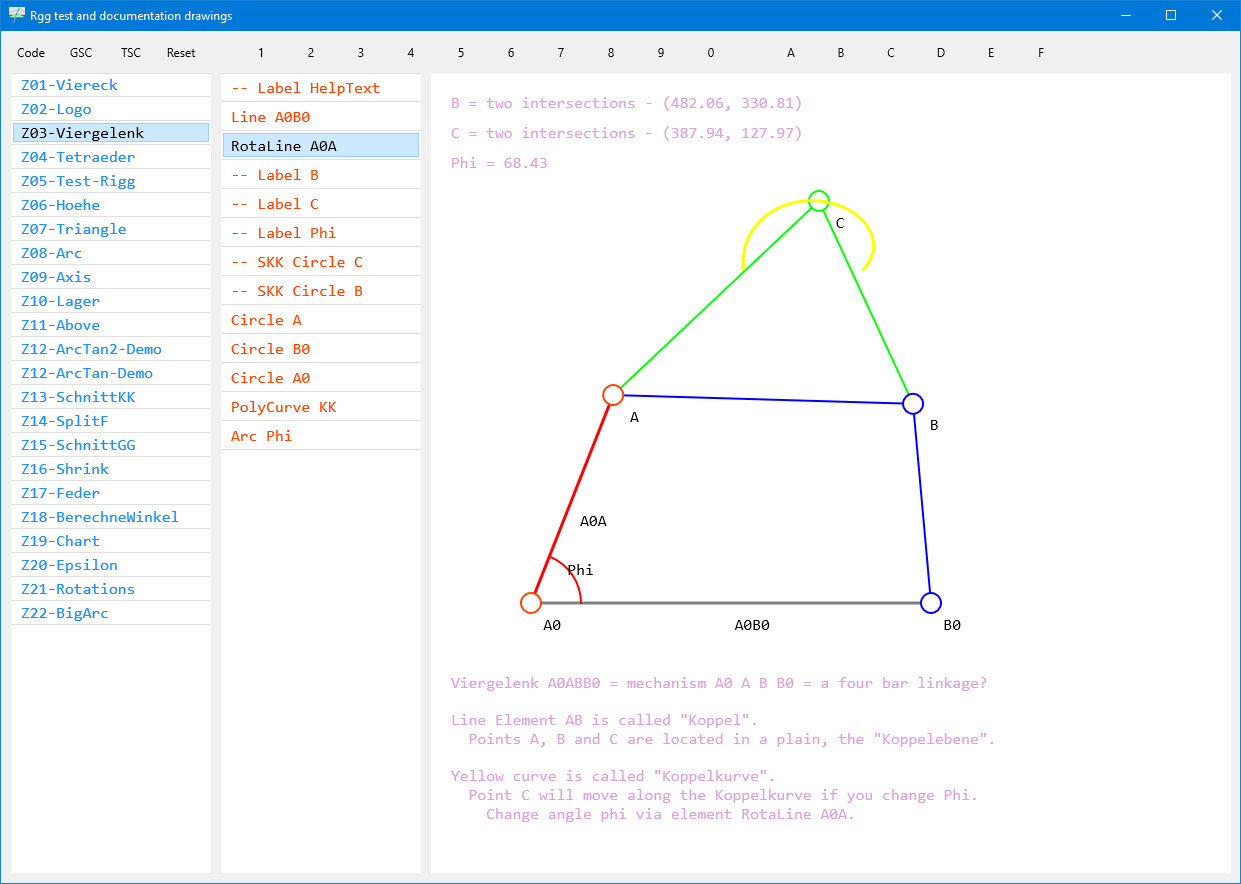 Rgg test and documentation drawings
Code GSC TSC Reset 1 2 3 4 5 6 7 8 9 0 A B C D E F
Z01-Viereck
Z02-Logo
Z03-Viergelenk
Z04-Tetraeder
Z05-Test-Rigg
Z06-Hoehe
Z07-Triangle
Z08-Arc
Z09-Axis
Z10-Lager
Z11-Above
Z12-ArcTan2-Demo
Z12-ArcTan-Demo
Z13-SchnittKK
Z14-SplitF
Z15-SchnittGG
Z16-Shrink
Z17-Feder
Z18-BerechneWinkel
Z19-Chart
Z20-Epsilon
Z21-Rotations
Z22-BigArc
-- Label HelpText
Line A0B0
RotaLine A0A
-- Label B
-- Label C
-- Label Phi
-- SKK Circle C
-- SKK Circle B
Circle A
Circle B0
Circle A0
PolyCurve KK
Arc Phi
B = two intersections - (482.06, 330.81)
C = two intersections - (387.94, 127.97)
Phi = 68.43
C
A
B
A0A
Phi
A0
A0B0
B0
Viergelenk A0ABB0 = mechanism A0 A B B0 = a four bar linkage?
Line Element AB is called "Koppel".
Points A, B and C are located in a plain, the "Koppelebene".
Yellow curve is called "Koppelkurve".
Point C will move along the Koppelkurve if you change Phi.
Change angle phi via element RotaLine A0A.